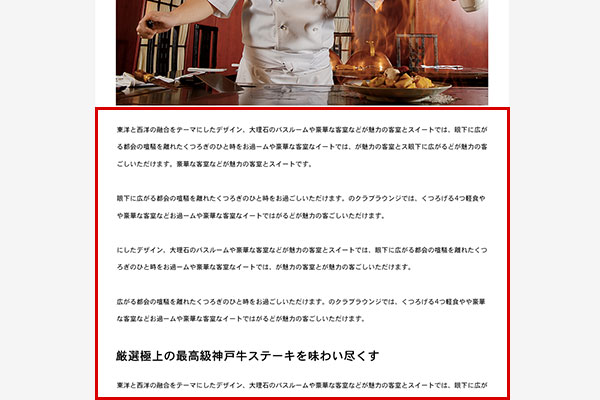 東洋と西洋の融合をテーマにしたデザイン、大理石のバスルームや豪華な客室などが魅力の客室とスイートでは、眼下に広が
る都会の喧騒を離れたくつろぎのひと時をお過ームや豪華な客室なイートでは、が魅力の客室とス眼下に広がるどが魅力の客
ごしいただけます。豪華な客室などが魅力の客室とスイートです。
眼下に広がる都会の喧騒を離れたくつろぎのひと時をお過ごしいただけます。のクラブラウンジでは、くつろげる4つ軽食や
や豪華な客室などお過ームや豪華な客室なイートではがるどが魅力の客ごしいただけます。
にしたデザイン、大理石のバスルームや豪華な客室などが魅力の客室とスイートでは、眼下に広がる都会の喧騒を離れたくつ
ろぎのひと時をお過ームや豪華な客室なイートでは、が魅力の客室とが魅力の客ごしいただけます。
広がる都会の喧騒を離れたくつろぎのひと時をお過ごしいただけます。のクラブラウンジでは、くつろげる4つ軽食やや豪華
な客室などお過ームや豪華な客室なイートではがるどが魅力の客ごしいただけます。
厳選極上の最高級神戸牛ステーキを味わい尽くす
東洋と西洋の融合をテーマにしたデザイン、大理石のバスルームや豪華な客室などが魅力の客室とスイートでは、眼下に広が